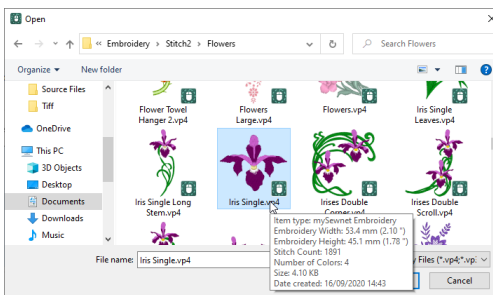 Open
« Embroidery > Stitch2 > Flowers
Search Flowers
Organize
New folder
Source Files
Tiff
OneDrive
This PC
3D Objects
Desktop
Documents
Downloads
Music
Flower Towel
Hanger 2.vp4
Flowers
Large.vp4
Flowers.vp4
Iris Single
Leaves.vp4
Iris Single Long
Stem.vp4
Iris Single.vp4
Irises Double
Corner.vp4
Irises Double
Scroll.vp4
Item type: mySewnet Embroidery
Embroidery Width: 53.4 mm (2.10 ")
Embroidery Height: 45.1 mm (1.78 ")
Stitch Count: 1891
Number of Colors: 4
Size: 4.10 KB
Date created: 16/09/2020 14:43
File name:
Iris Single.vp4
Files (*.vp4;*.vp:
Cancel